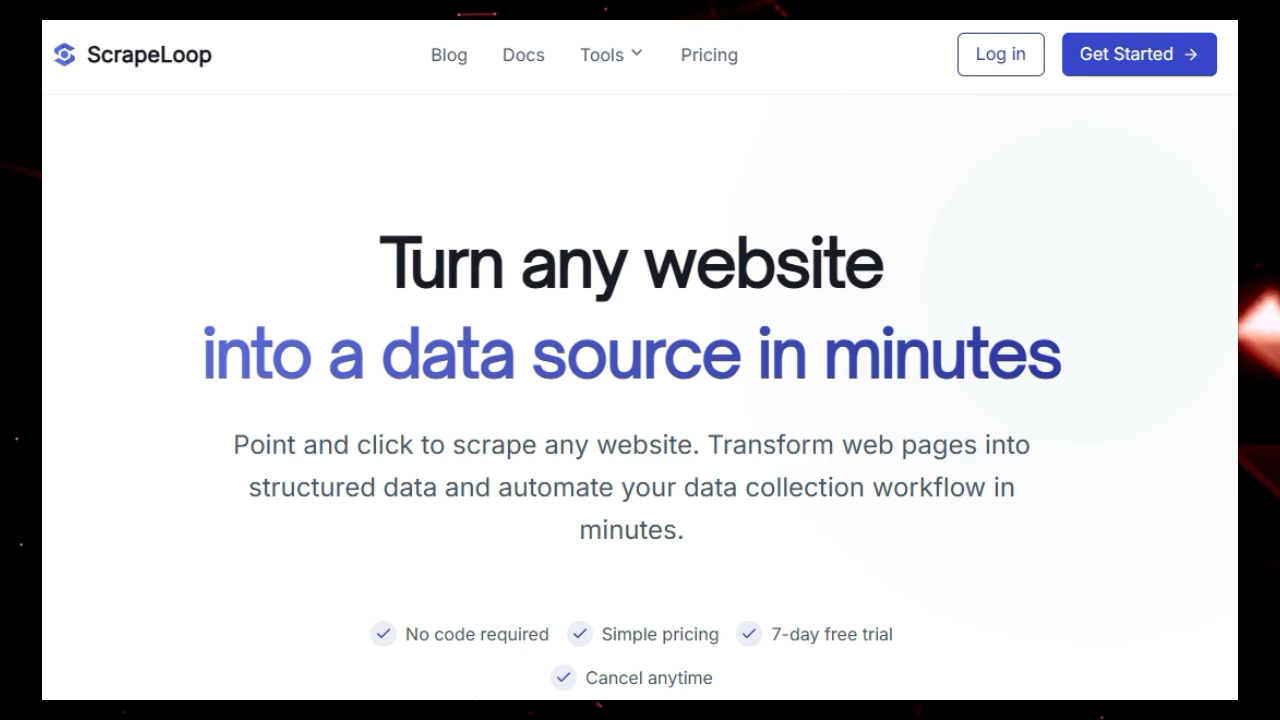 ScrapeLoop
Blog Docs Tools Pricing
Log in
Get Started
Turn any website
into a data source in minutes
Point and click to scrape any website. Transform web pages into
structured data and automate your data collection workflow in
minutes.
No code required Simple pricing 7-day free trial
Cancel anytime